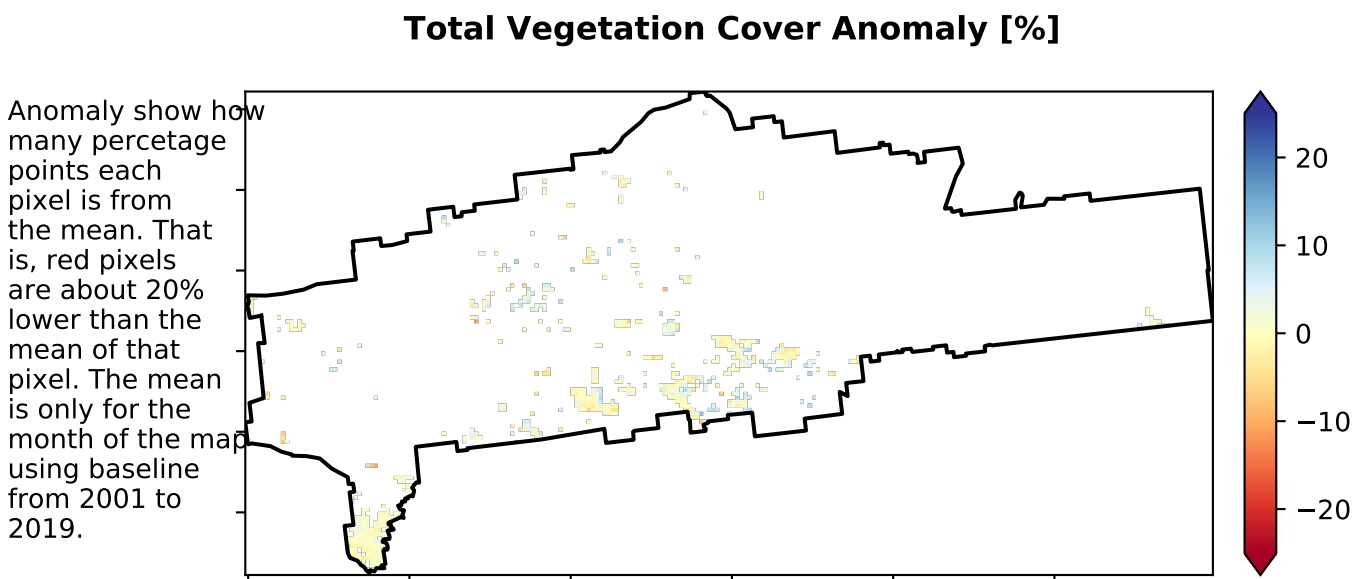 Total Vegetation Cover Anomaly [%]
Anomaly show how
many percetage
points each
pixel is from
the mean. That
is, red pixels
are about 20%
lower than the
mean of that
pixel. The mean
is only for the
month of the map
using baseline
from 2001 to
2019.
20
10
0
−10
−20